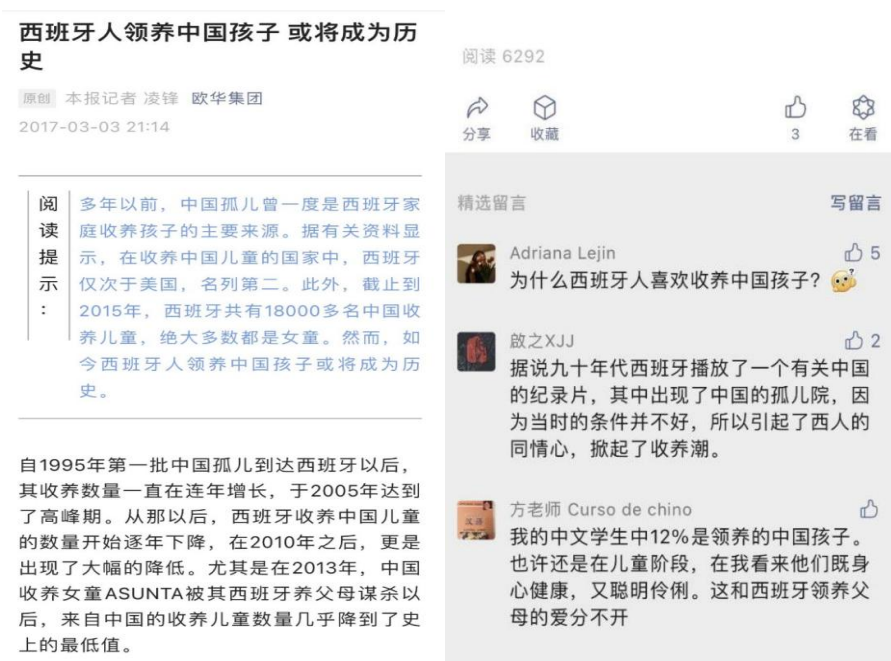 西班牙人领养中国孩子 或将成为历
史
原创 本报记者 凌锋 欧华集团
2017-03-03 21:14
阅
读
提
示
：
多年以前，中国孤儿曾一度是西班牙家
庭收养孩子的主要来源。据有关资料显
示，在收养中国儿童的国家中，西班牙
仅次于美国，名列第二。此外，截止到
2015年，西班牙共有18000多名中国收
养儿童，绝大多数都是女童。然而，如
今西班牙人领养中国孩子或将成为历
史。
自1995年第一批中国孤儿到达西班牙以后，
其收养数量一直在连年增长，于2005年达到
了高峰期。从那以后，西班牙收养中国儿童
的数量开始逐年下降，在2010年之后，更是
出现了大幅的降低。尤其是在2013年，中国
收养女童ASUNTA被其西班牙养父母谋杀以
后，来自中国的收养儿童数量几乎降到了史
上的最低值。
阅读 6292
分享 收藏 3 在看
精选留言 写留言
Adriana Lejin 5
为什么西班牙人喜欢收养中国孩子？
啟之XJJ 2
据说九十年代西班牙播放了一个有关中国
的纪录片，其中出现了中国的孤儿院，因
为当时的条件并不好，所以引起了西人的
同情心，掀起了收养潮。
方老师 Curso de chino
我的中文学生中12%是领养的中国孩子。
也许还是在儿童阶段，在我看来他们既身
心健康，又聪明伶俐。这和西班牙领养父
母的爱分不开